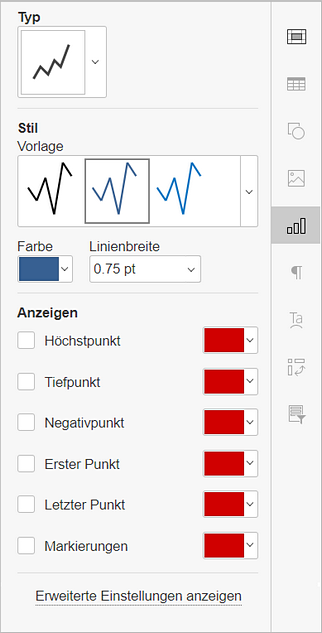 Typ
Stil
Vorlage
Farbe Linienbreite
0.75 pt
Anzeigen
Höchstpunkt
Tiefpunkt
Negativpunkt
Erster Punkt
Letzter Punkt
Markierungen
Erweiterte Einstellungen anzeigen
¶
Ta